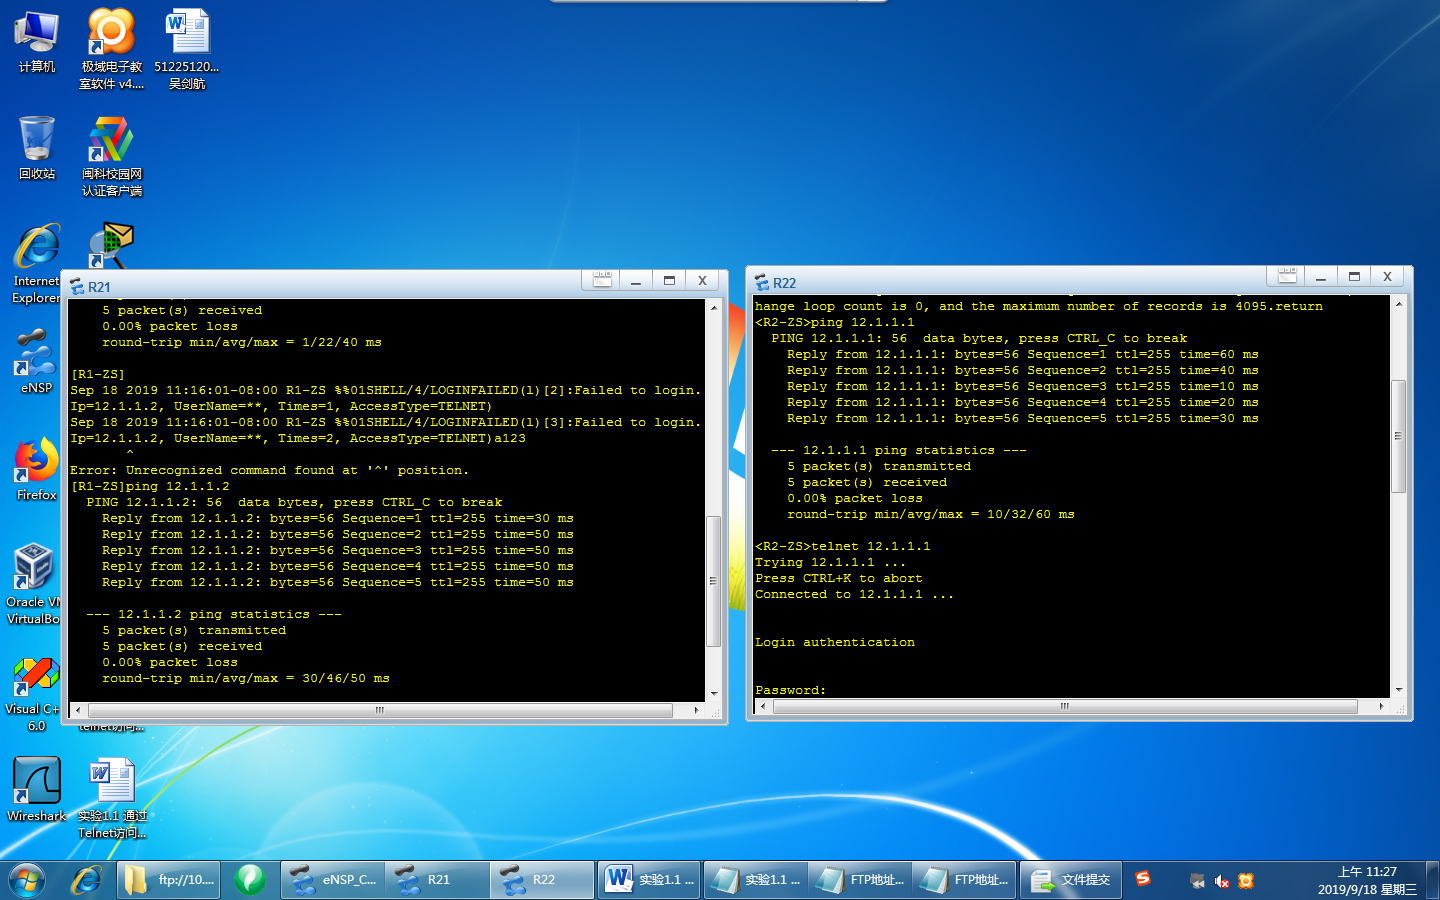 计算机
极域电子教
室软件 v4....
51225120...
吴剑航
回收站
闽科校园网
认证客户端
Internet
Explorer
eNSP
Firefox
Oracle VM
VirtualBo
Visual C+
6.0
Telnet访问...
Wireshark
实验1.1 通过
Telnet访问...
R21
5 packet(s) received
0.00% packet loss
round-trip min/avg/max = 1/22/40 ms
[R1-ZS]
Sep 18 2019 11:16:01-08:00 R1-ZS %%01SHELL/4/LOGINFAILED(l)[2]:Failed to login.
Ip=12.1.1.2, UserName=**, Times=1, AccessType=TELNET)
Sep 18 2019 11:16:01-08:00 R1-ZS %%01SHELL/4/LOGINFAILED(l)[3]:Failed to login.
Ip=12.1.1.2, UserName=**, Times=2, AccessType=TELNET)a123
^
Error: Unrecognized command found at '^' position.
[R1-ZS]ping 12.1.1.2
PING 12.1.1.2: 56  data bytes, press CTRL_C to break
Reply from 12.1.1.2: bytes=56 Sequence=1 ttl=255 time=30 ms
Reply from 12.1.1.2: bytes=56 Sequence=2 ttl=255 time=50 ms
Reply from 12.1.1.2: bytes=56 Sequence=3 ttl=255 time=50 ms
Reply from 12.1.1.2: bytes=56 Sequence=4 ttl=255 time=50 ms
Reply from 12.1.1.2: bytes=56 Sequence=5 ttl=255 time=50 ms
--- 12.1.1.2 ping statistics ---
5 packet(s) transmitted
5 packet(s) received
0.00% packet loss
round-trip min/avg/max = 30/46/50 ms
R22
hange loop count is 0, and the maximum number of records is 4095.return
<R2-ZS>ping 12.1.1.1
PING 12.1.1.1: 56  data bytes, press CTRL_C to break
Reply from 12.1.1.1: bytes=56 Sequence=1 ttl=255 time=60 ms
Reply from 12.1.1.1: bytes=56 Sequence=2 ttl=255 time=40 ms
Reply from 12.1.1.1: bytes=56 Sequence=3 ttl=255 time=10 ms
Reply from 12.1.1.1: bytes=56 Sequence=4 ttl=255 time=20 ms
Reply from 12.1.1.1: bytes=56 Sequence=5 ttl=255 time=30 ms
--- 12.1.1.1 ping statistics ---
5 packet(s) transmitted
5 packet(s) received
0.00% packet loss
round-trip min/avg/max = 10/32/60 ms
<R2-ZS>telnet 12.1.1.1
Trying 12.1.1.1 ...
Press CTRL+K to abort
Connected to 12.1.1.1 ...
Login authentication
Password:
ftp://10....
eNSP_C...
R21
R22
实验1.1 ...
实验1.1 ...
FTP地址...
FTP地址...
文件提交
上午 11:27
2019/9/18 星期三